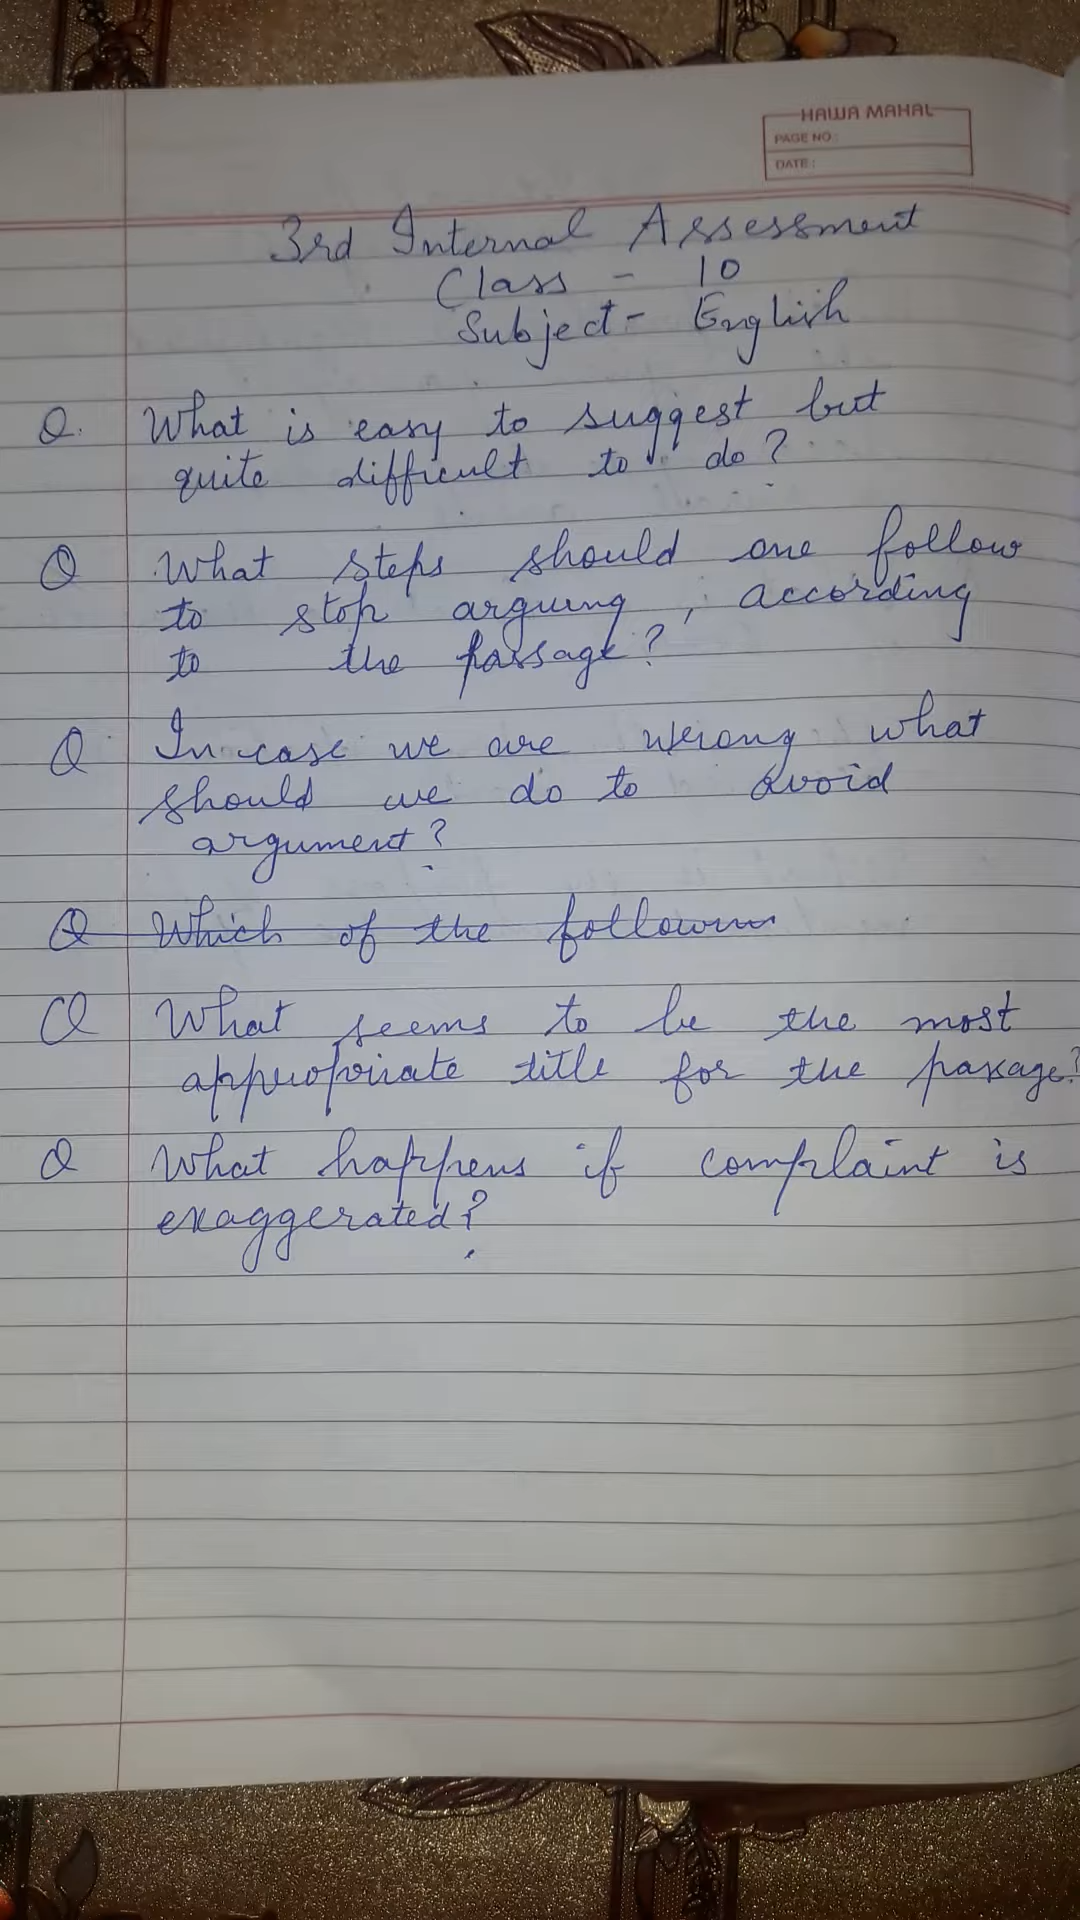 HAWA MAHAL
PAGE NO.:
DATE:
3rd Internal Assessment
Class - 10
Subject - English
Q. What is easy to suggest but
quite difficult to do?
Q What steps should one follow
to stop arguing, according
to the passage?
Q In case we are wrong what
should we do to avoid
argument?
Q Which of the followin
Q What seems to be the most
appropriate title for the passage?
Q What happens if complaint is
exaggerated?